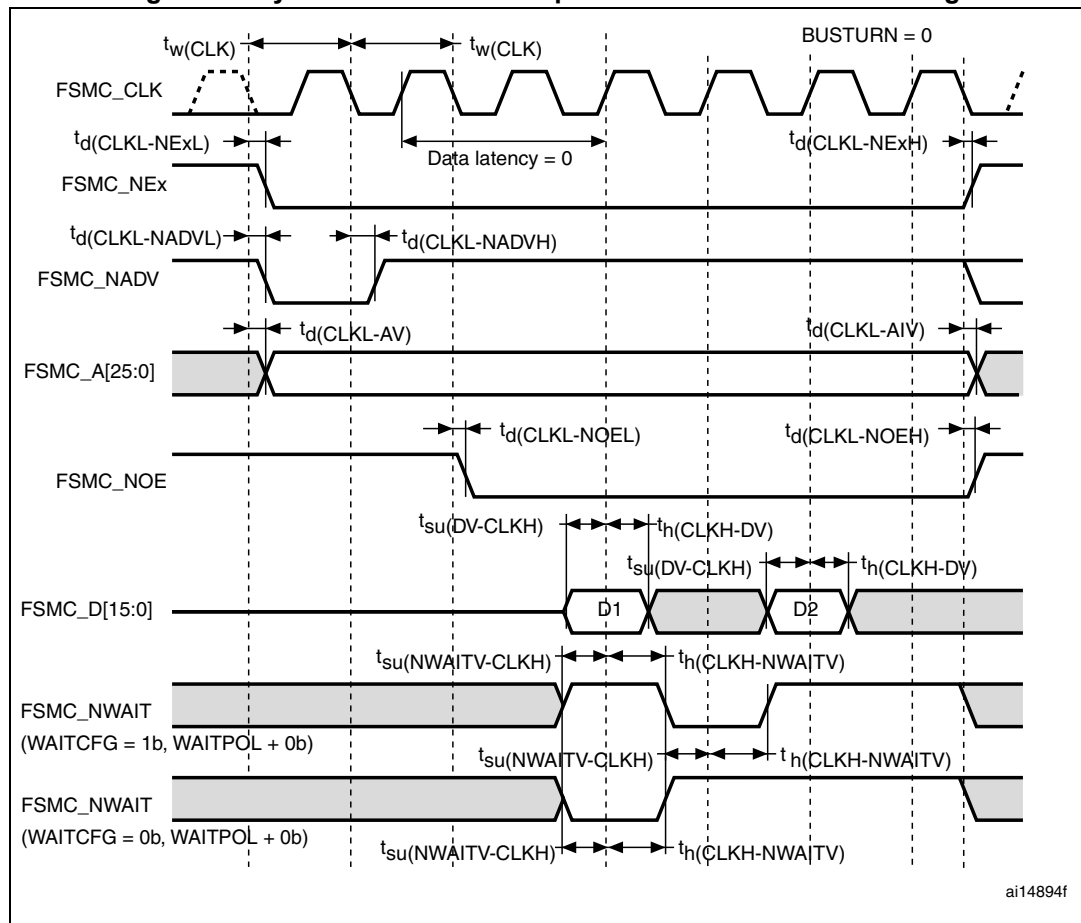 BUSTURN = 0
tw(CLK) tw(CLK)
FSMC_CLK
td(CLKL-NExL) Data latency = 0 td(CLKL-NExH)
FSMC_NEx
td(CLKL-NADVL) td(CLKL-NADVH)
FSMC_NADV
td(CLKL-AV) td(CLKL-AIV)
FSMC_A[25:0]
td(CLKL-NOEL) td(CLKL-NOEH)
FSMC_NOE
tsu(DV-CLKH) th(CLKH-DV)
tsu(DV-CLKH) th(CLKH-DV)
FSMC_D[15:0] D1 D2
tsu(NWAITV-CLKH) th(CLKH-NWAITV)
FSMC_NWAIT
(WAITCFG = 1b, WAITPOL + 0b)
tsu(NWAITV-CLKH) th(CLKH-NWAITV)
FSMC_NWAIT
(WAITCFG = 0b, WAITPOL + 0b)
tsu(NWAITV-CLKH) th(CLKH-NWAITV)
ai14894f